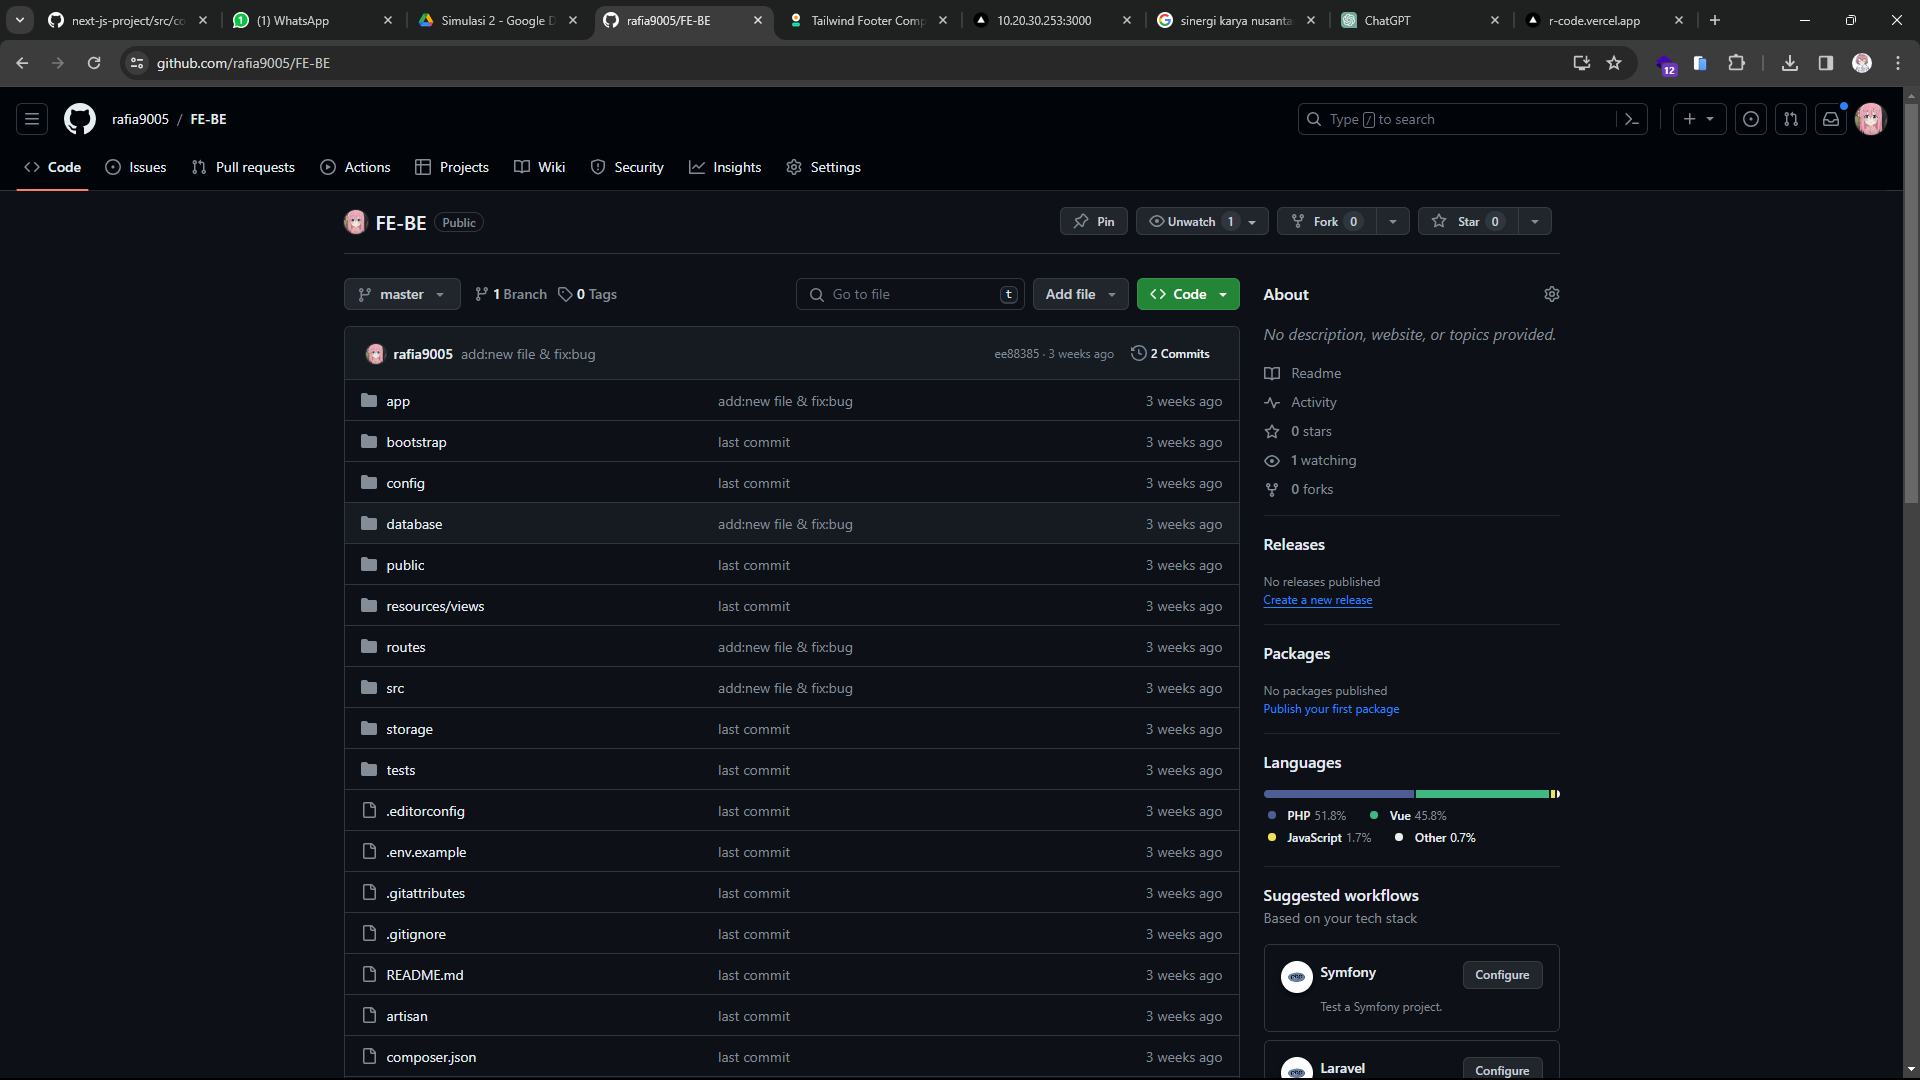 next-js-project/src/co
(1) WhatsApp
Simulasi 2 - Google D
rafia9005/FE-BE
Tailwind Footer Comp
10.20.30.253:3000
sinergi karya nusanta
ChatGPT
r-code.vercel.app
github.com/rafia9005/FE-BE
12
rafia9005 / FE-BE
Type / to search
Code
Issues
Pull requests
Actions
Projects
Wiki
Security
Insights
Settings
FE-BE Public
Pin
Unwatch 1
Fork 0
Star 0
master
1 Branch
0 Tags
Go to file t
Add file
Code
rafia9005 add:new file & fix:bug ee88385 · 3 weeks ago 2 Commits
app add:new file & fix:bug 3 weeks ago
bootstrap last commit 3 weeks ago
config last commit 3 weeks ago
database add:new file & fix:bug 3 weeks ago
public last commit 3 weeks ago
resources/views last commit 3 weeks ago
routes add:new file & fix:bug 3 weeks ago
src add:new file & fix:bug 3 weeks ago
storage last commit 3 weeks ago
tests last commit 3 weeks ago
.editorconfig last commit 3 weeks ago
.env.example last commit 3 weeks ago
.gitattributes last commit 3 weeks ago
.gitignore last commit 3 weeks ago
README.md last commit 3 weeks ago
artisan last commit 3 weeks ago
composer.json last commit 3 weeks ago
About
No description, website, or topics provided.
Readme
Activity
0 stars
1 watching
0 forks
Releases
No releases published
Create a new release
Packages
No packages published
Publish your first package
Languages
PHP 51.8% Vue 45.8%
JavaScript 1.7% Other 0.7%
Suggested workflows
Based on your tech stack
php Symfony Configure
Test a Symfony project.
php Laravel Configure